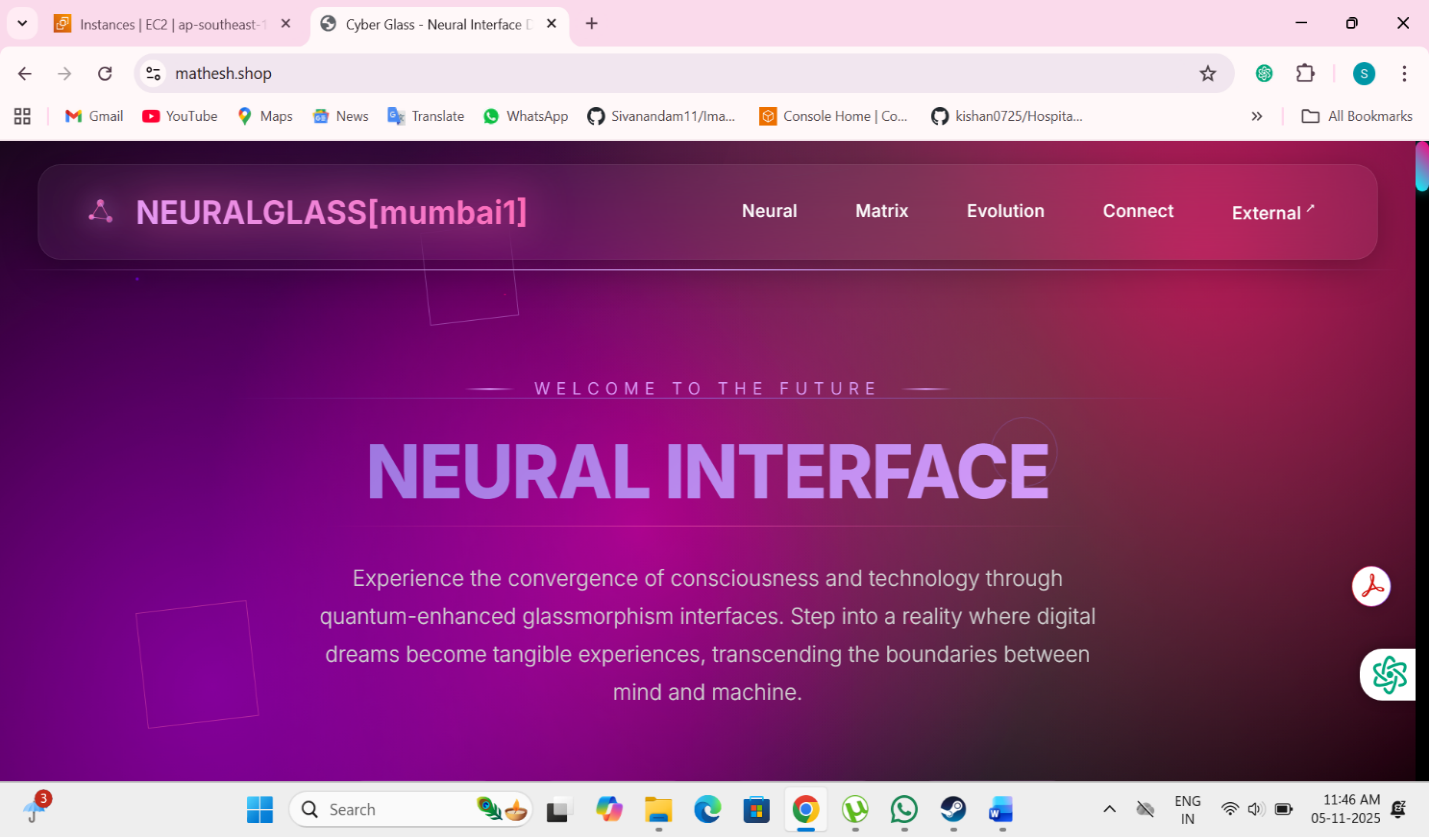 Instances | EC2 | ap-southeast-1
Cyber Glass - Neural Interface D
mathesh.shop
S
Gmail
YouTube
Maps
News
Translate
WhatsApp
Sivanandam11/Ima...
Console Home | Co...
kishan0725/Hospita...
»
All Bookmarks
NEURALGLASS[mumbai1]
Neural
Matrix
Evolution
Connect
External ↗
WELCOME TO THE FUTURE
NEURAL INTERFACE
Experience the convergence of consciousness and technology through
quantum-enhanced glassmorphism interfaces. Step into a reality where digital
dreams become tangible experiences, transcending the boundaries between
mind and machine.
3
Search
ENG
IN
11:46 AM
05-11-2025